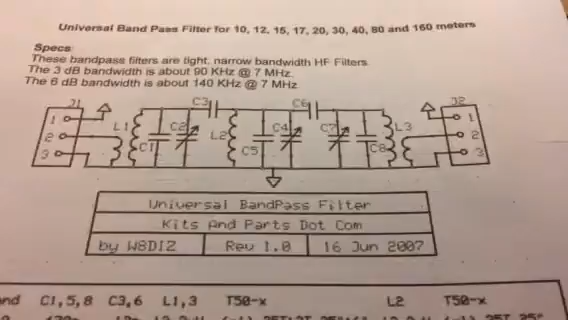 Universal Band Pass Filter for 10, 12, 15, 17, 20, 30, 40, 80 and 160 meters
Specs
These bandpass filters are tight, narrow bandwidth HF Filters.
The 3 dB bandwidth is about 90 KHz @ 7 MHz
The 6 dB bandwidth is about 140 KHz @ 7 MHz
J1 C3 C6 J2
1 L1 C2 L2 C4 C7 L3 1
2 2
3 C1 C5 C8 3
Universal BandPass Filter
Kits And Parts Dot Com
by W8DIZ Rev 1.0 16 Jun 2007
C1,5,8 C3,6 L1,3 T50-x L2 T50-x